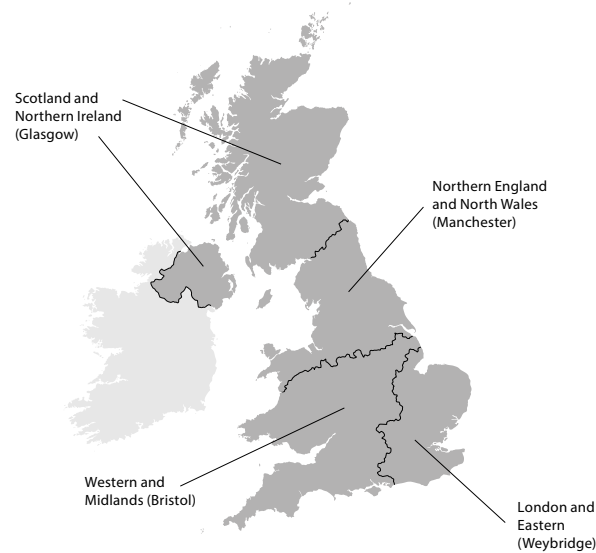 Scotland and
Northern Ireland
(Glasgow)
Northern England
and North Wales
(Manchester)
Western and
Midlands (Bristol)
London and
Eastern
(Weybridge)